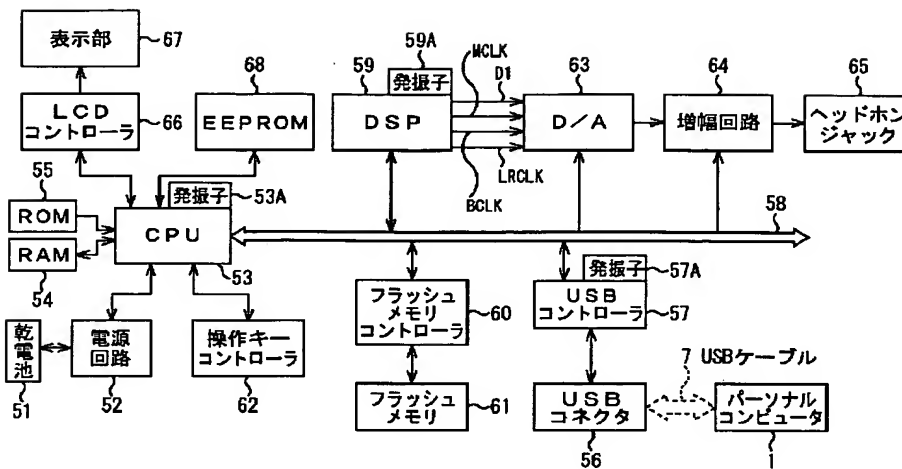 表示部
67
LCD
コントローラ
66
68
EEPROM
59
59A
発振子
DSP
MCLK
D1
BCLK
LRCLK
63
D/A
64
増幅回路
65
ヘッドホン
ジャック
55
ROM
RAM
54
発振子
53A
CPU
53
58
乾電池
51
電源
回路
52
操作キー
コントローラ
62
フラッシュ
メモリ
コントローラ
60
フラッシュ
メモリ
61
発振子
57A
USB
コントローラ
57
USB
コネクタ
56
7 USBケーブル
パーソナル
コンピュータ
1